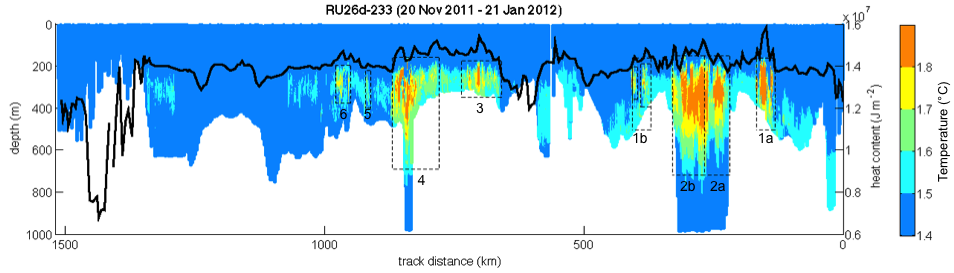 RU26d-233 (20 Nov 2011 - 21 Jan 2012)
x 10^7
0
200
400
600
800
1000
depth (m)
1500
1000
500
0
track distance (km)
1.6
1.4
1.2
1
0.8
0.6
heat content (J m^-2)
6
5
4
3
1b
2b
2a
1a
1.8
1.7
1.6
1.5
1.4
Temperature (° C)